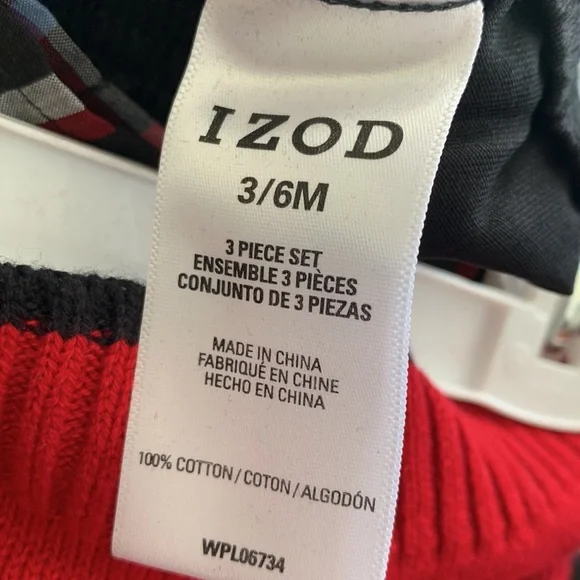 IZOD
3/6M
3 PIECE SET
ENSEMBLE 3 PIÈCES
CONJUNTO DE 3 PIEZAS
MADE IN CHINA
FABRIQUÉ EN CHINE
HECHO EN CHINA
100% COTTON/COTON/ALGODÓN
WPL06734